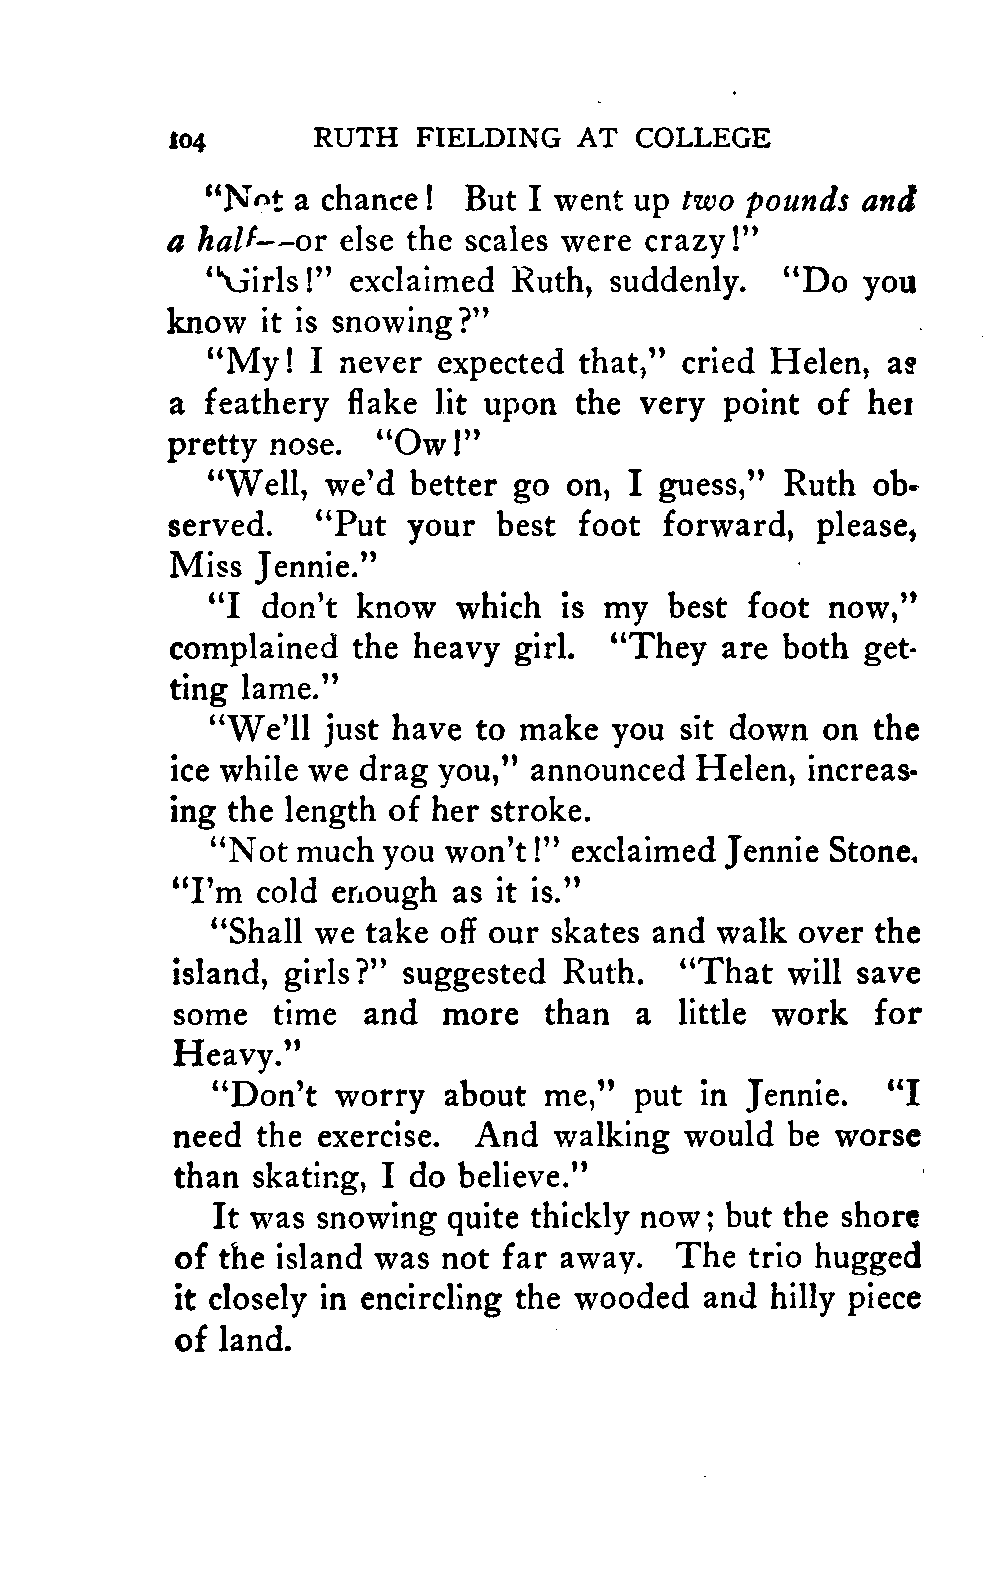 104 RUTH FIELDING AT COLLEGE
"Not a chance! But I went up two pounds and
a half--or else the scales were crazy!"
"Girls!" exclaimed Ruth, suddenly. "Do you
know it is snowing?"
"My! I never expected that," cried Helen, as
a feathery flake lit upon the very point of her
pretty nose. "Ow!"
"Well, we'd better go on, I guess," Ruth ob-
served. "Put your best foot forward, please,
Miss Jennie."
"I don't know which is my best foot now,"
complained the heavy girl. "They are both get-
ting lame."
"We'll just have to make you sit down on the
ice while we drag you," announced Helen, increas-
ing the length of her stroke.
"Not much you won't!" exclaimed Jennie Stone.
"I'm cold enough as it is."
"Shall we take off our skates and walk over the
island, girls?" suggested Ruth. "That will save
some time and more than a little work for
Heavy."
"Don't worry about me," put in Jennie. "I
need the exercise. And walking would be worse
than skating, I do believe."
It was snowing quite thickly now; but the shore
of the island was not far away. The trio hugged
it closely in encircling the wooded and hilly piece
of land.